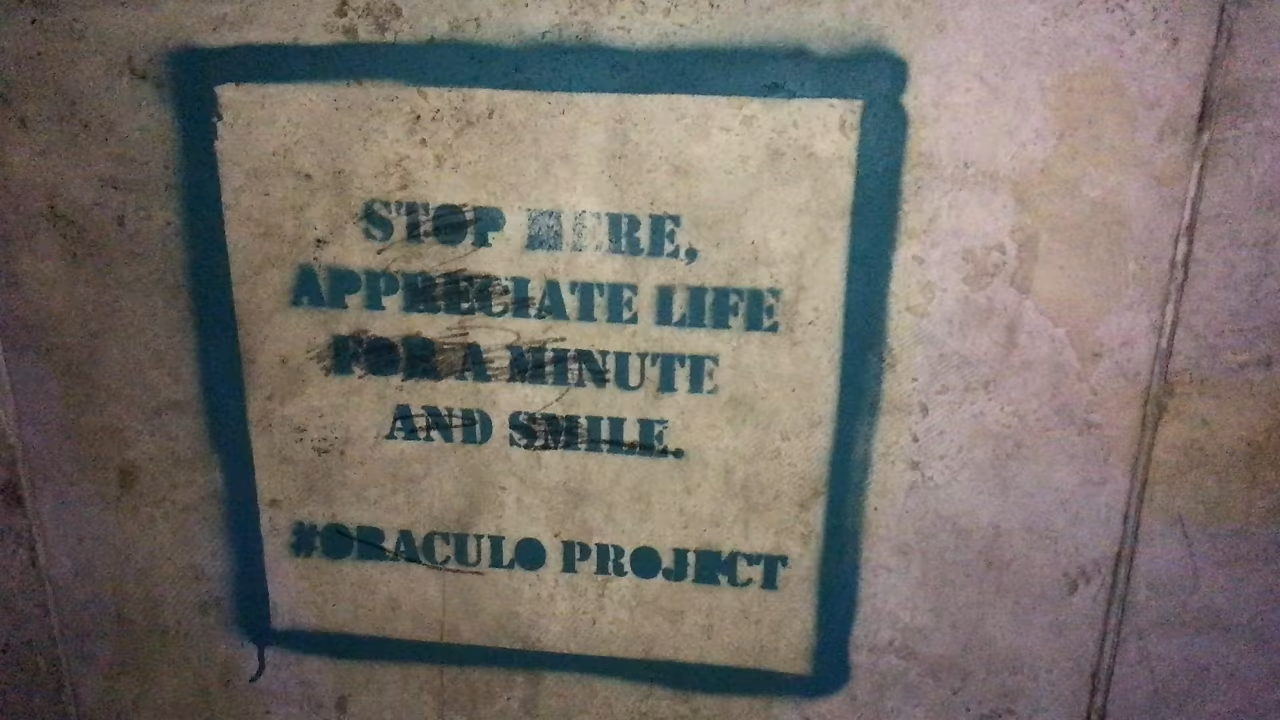 STOP HERE,
APPRECIATE LIFE
FOR A MINUTE
AND SMILE.
#ORACULO PROJECT